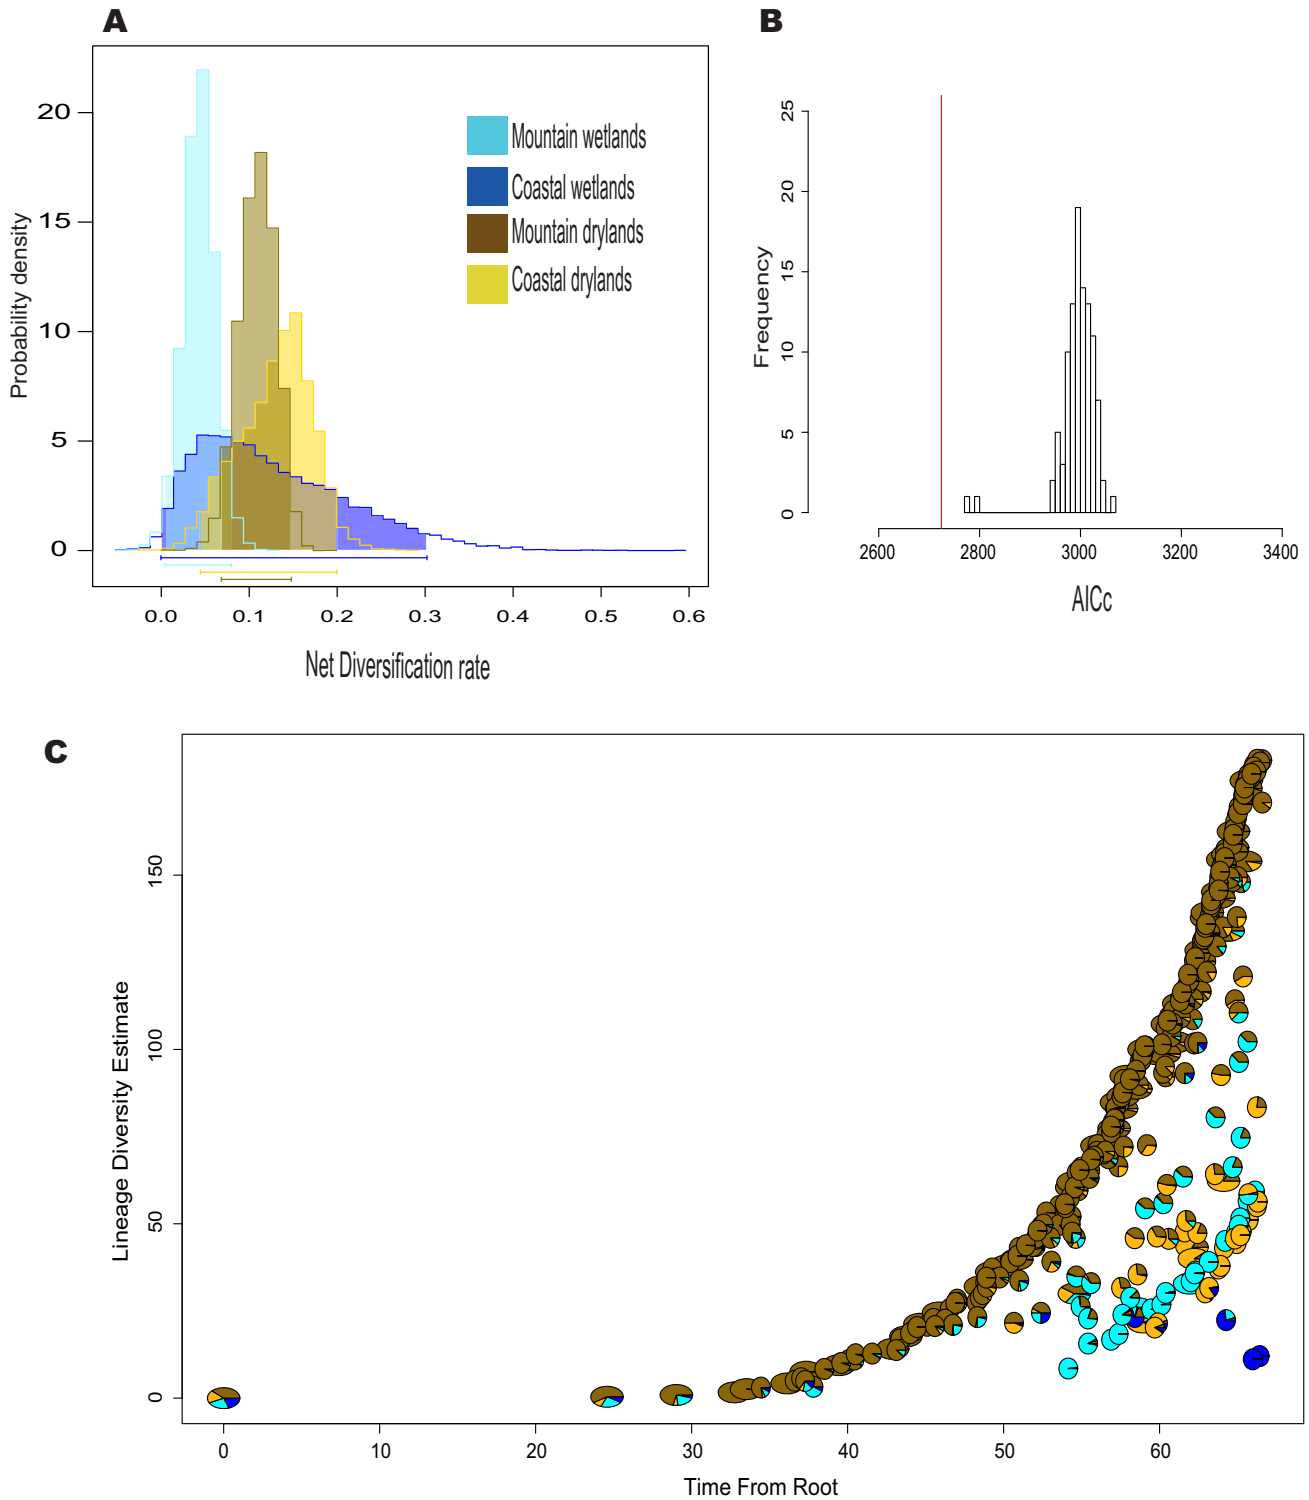 A
B
20
15
10
5
0
Probability density
0.0 0.1 0.2 0.3 0.4 0.5 0.6
Net Diversification rate
Mountain wetlands
Coastal wetlands
Mountain drylands
Coastal drylands
25
20
15
10
5
0
Frequency
2600 2800 3000 3200 3400
AICc
C
150
100
50
0
Lineage Diversity Estimate
0 10 20 30 40 50 60
Time From Root